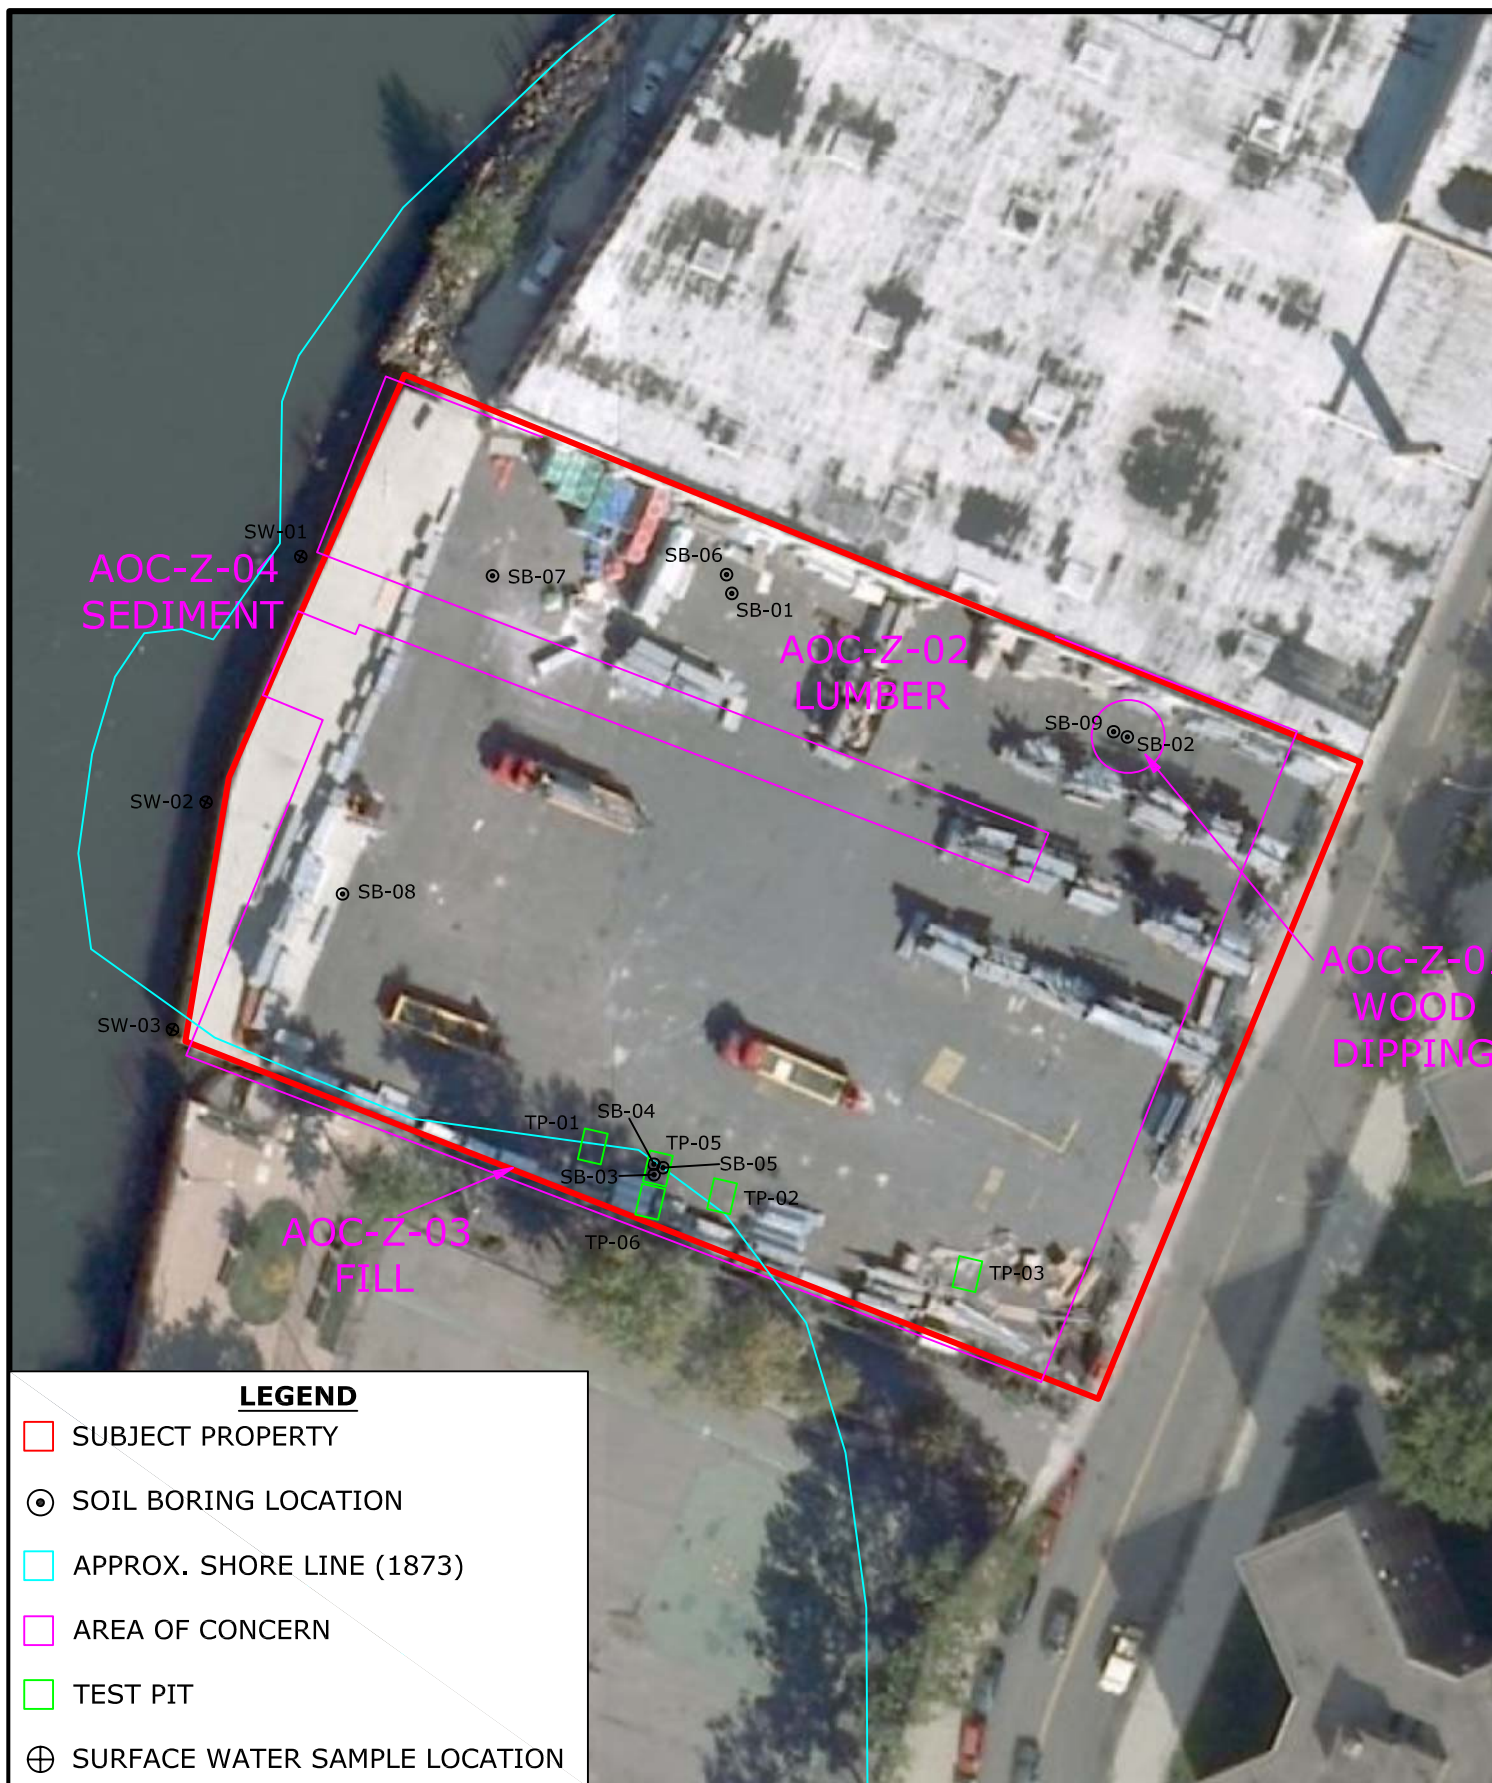 SW-01
AOC-Z-04
SEDIMENT
SB-07
SB-06
SB-01
AOC-Z-02
LUMBER
SB-09
SB-02
SW-02
SB-08
AOC-Z-0
WOOD
DIPPING
SW-03
SB-04
TP-01
TP-05
SB-05
SB-03
TP-02
TP-06
TP-03
AOC-Z-03
FILL
LEGEND
SUBJECT PROPERTY
SOIL BORING LOCATION
APPROX. SHORE LINE (1873)
AREA OF CONCERN
TEST PIT
SURFACE WATER SAMPLE LOCATION